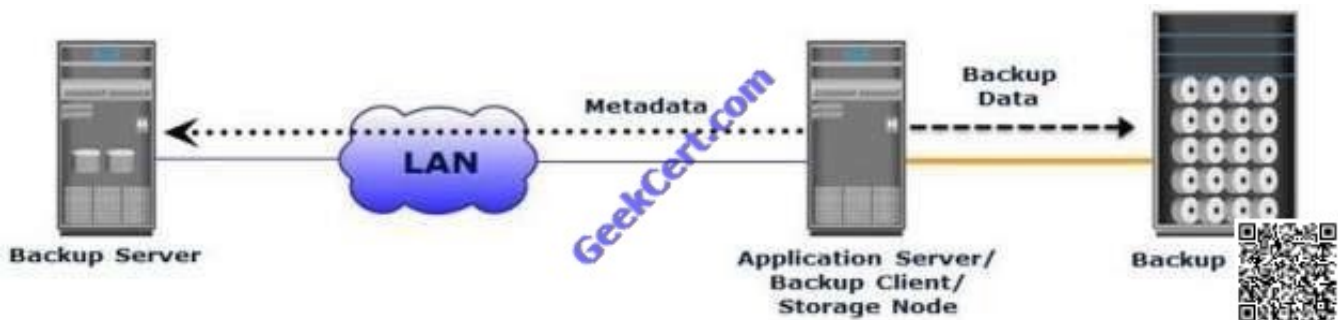 Backup
Data
Metadata
LAN
GeekCert.com
Backup Server
Application Server/
Backup Client/
Storage Node
Backup